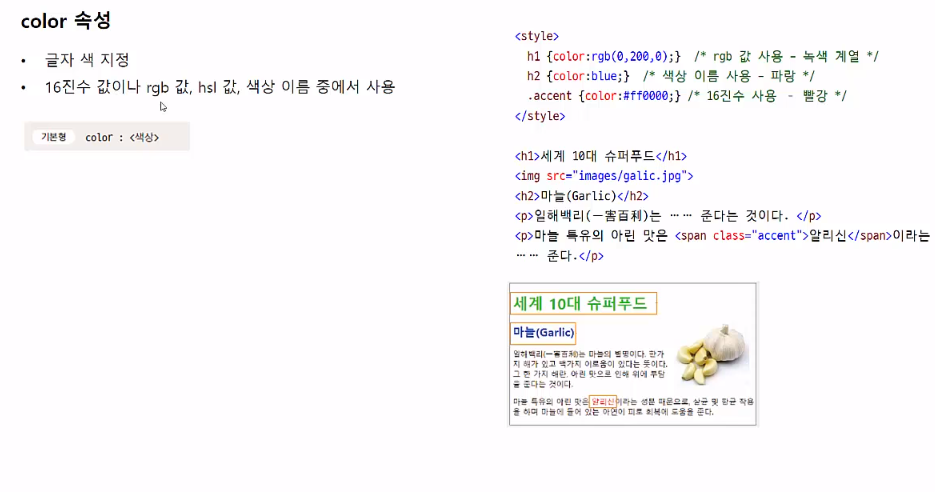 color 속성
• 글자 색 지정
• 16진수 값이나 rgb 값, hsl 값, 색상 이름 중에서 사용
기본형 color : <색상>
<style>
h1 {color:rgb(0,200,0);} /* rgb 값 사용 – 녹색 계열 */
h2 {color:blue;} /* 색상 이름 사용 – 파랑 */
.accent {color:#ff0000;} /* 16진수 사용 – 빨강 */
</style>
<h1>세계 10대 슈퍼푸드</h1>
<img src="images/galic.jpg">
<h2>마늘(Garlic)</h2>
<p>일해백리(一害百利)는 …… 준다는 것이다. </p>
<p>마늘 특유의 아린 맛은 <span class="accent">알리신</span>이라는
…… 준다.</p>
세계 10대 슈퍼푸드
마늘(Garlic)
일해백리(一害百利)는 마늘의 별명이다. 한가
지 해가 있고 백가지 이로움이 있다는 뜻이다.
그 한 가지 해란, 아린 맛으로 인해 위에 부담
을 준다는 것이다.
마늘 특유의 아린 맛은 알리신이라는 성분 때문으로, 살균 및 항균 작용
을 하며 마늘에 들어 있는 아연이 피로 회복에 도움을 준다.